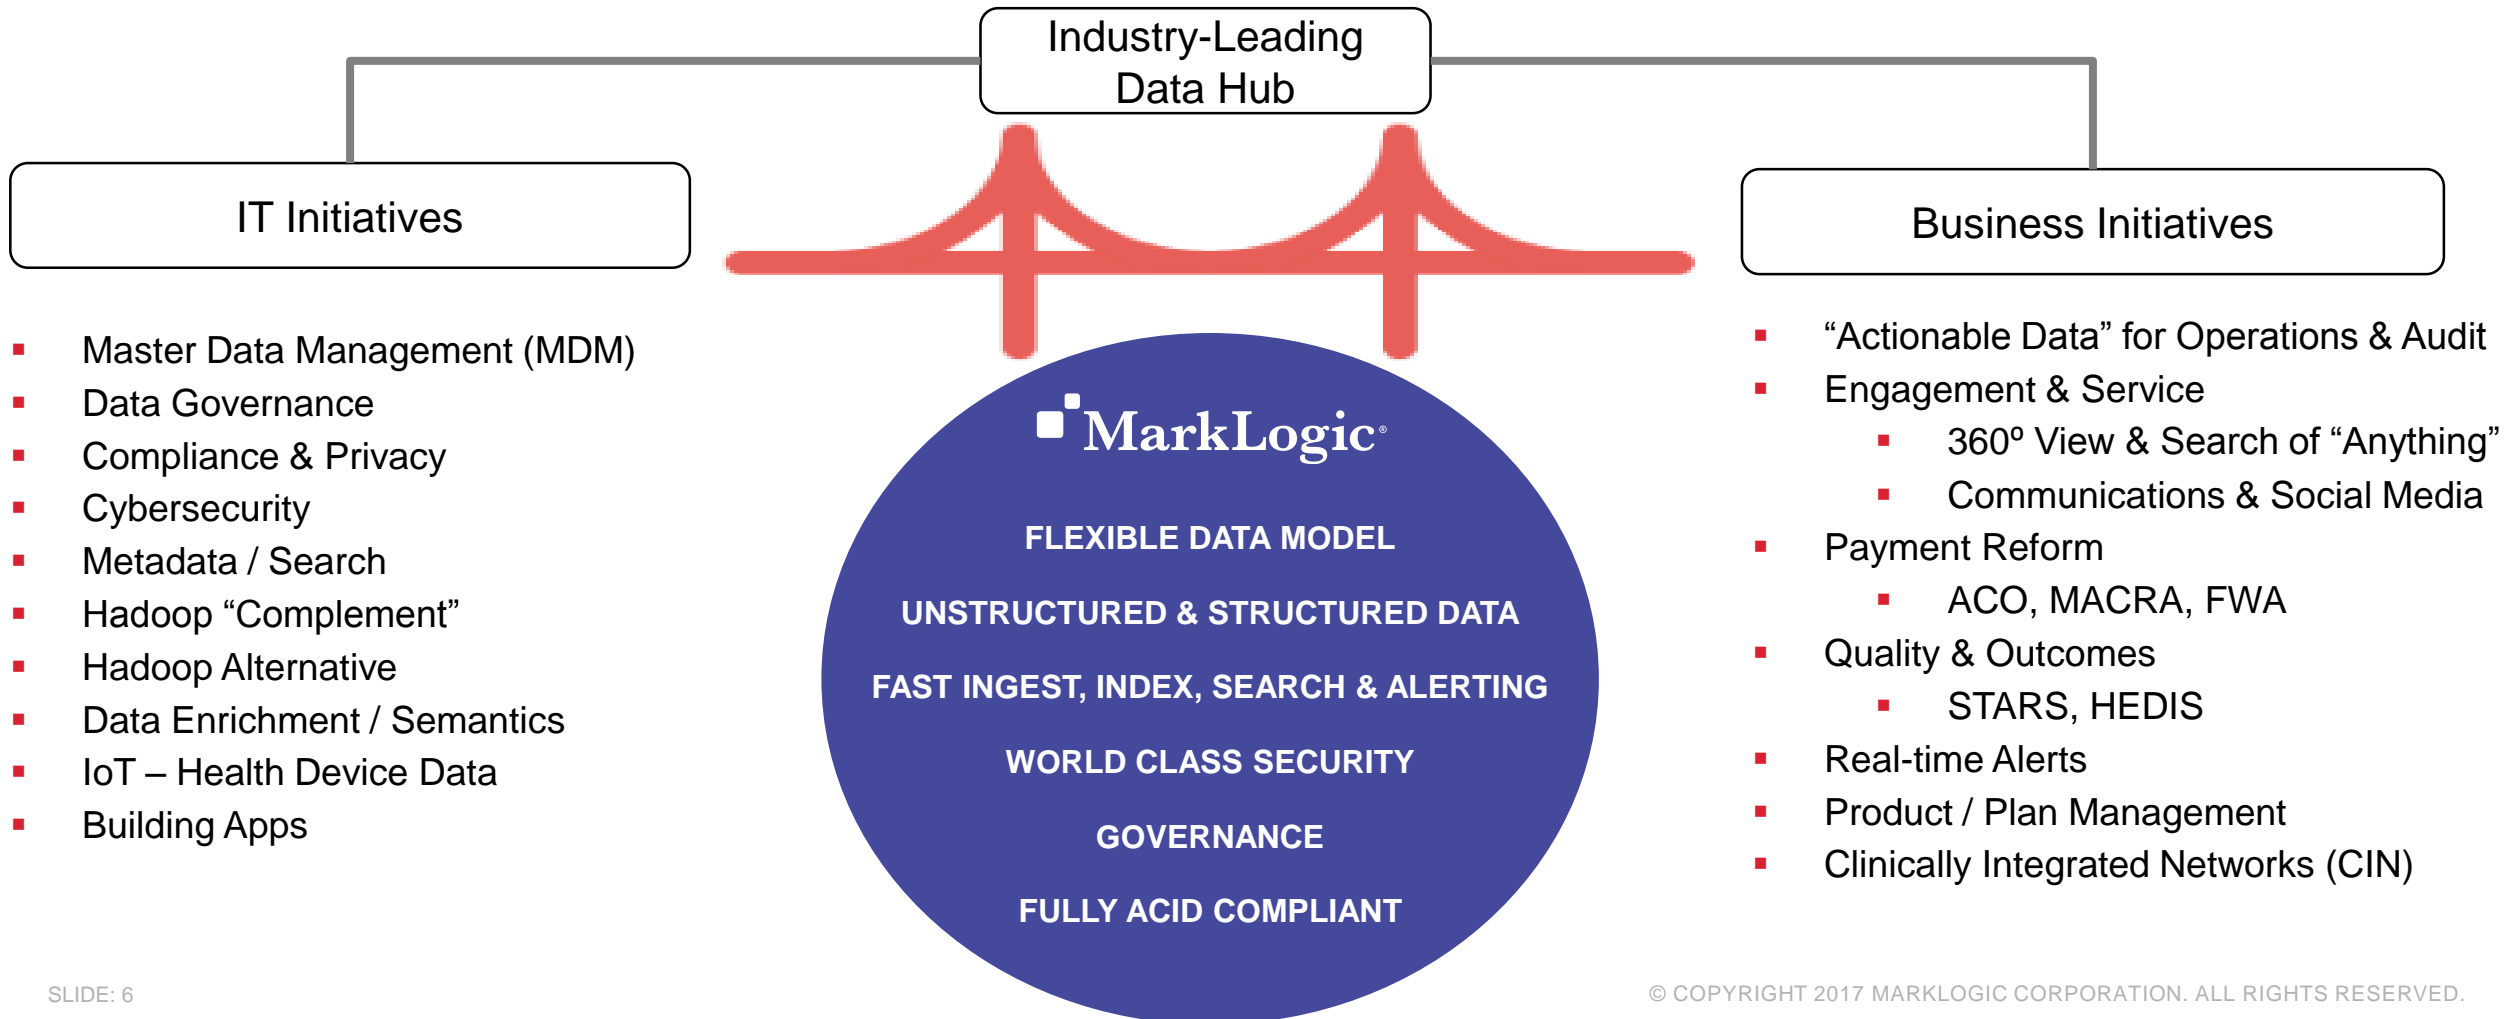 Industry-Leading
Data Hub
IT Initiatives
▪ Master Data Management (MDM)
▪ Data Governance
▪ Compliance & Privacy
▪ Cybersecurity
▪ Metadata / Search
▪ Hadoop “Complement”
▪ Hadoop Alternative
▪ Data Enrichment / Semantics
▪ IoT – Health Device Data
▪ Building Apps
MarkLogic®
FLEXIBLE DATA MODEL
UNSTRUCTURED & STRUCTURED DATA
FAST INGEST, INDEX, SEARCH & ALERTING
WORLD CLASS SECURITY
GOVERNANCE
FULLY ACID COMPLIANT
Business Initiatives
▪ “Actionable Data” for Operations & Audit
▪ Engagement & Service
▪ 360º View & Search of “Anything”
▪ Communications & Social Media
▪ Payment Reform
▪ ACO, MACRA, FWA
▪ Quality & Outcomes
▪ STARS, HEDIS
▪ Real-time Alerts
▪ Product / Plan Management
▪ Clinically Integrated Networks (CIN)
SLIDE: 6
© COPYRIGHT 2017 MARKLOGIC CORPORATION. ALL RIGHTS RESERVED.